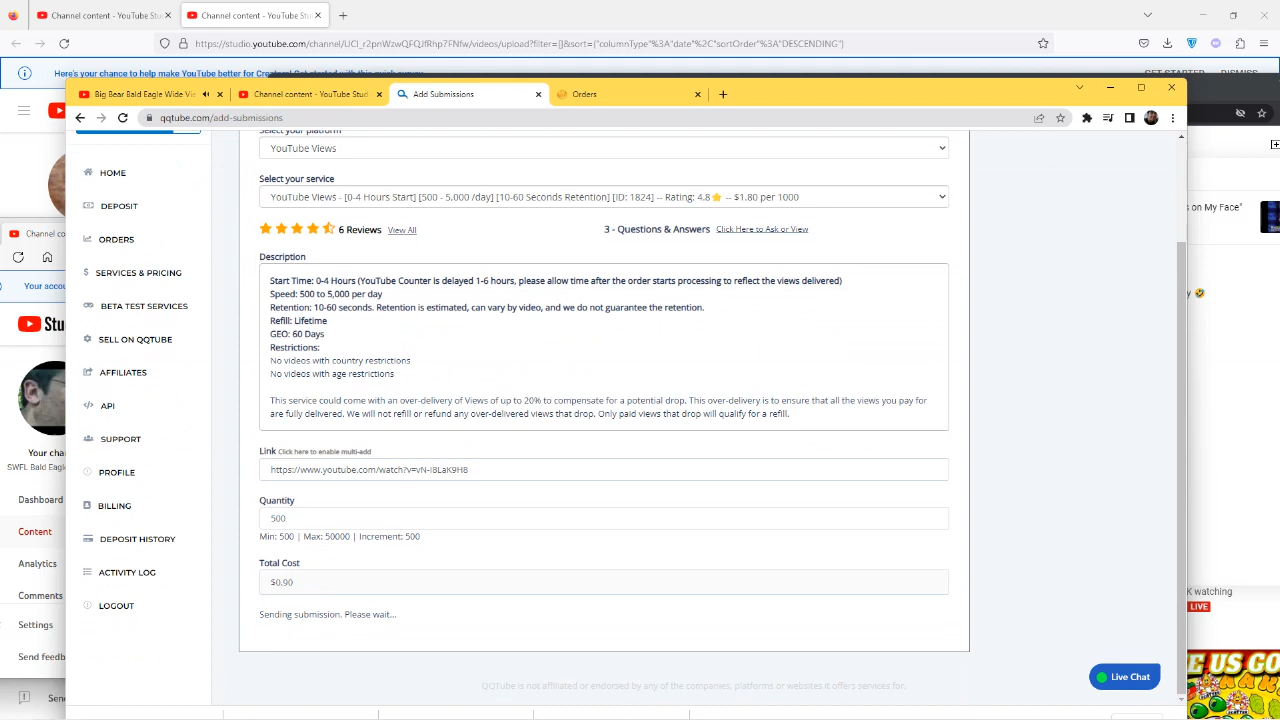 Channel content - YouTube Stu
Channel content - YouTube Stu
https://studio.youtube.com/channel/UCI_r2pnWzwQFQJfRhp7FNfw/videos/upload?filter=[]&sort={"columnType"%3A"date"%2C"sortOrder"%3A"DESCENDING"}
Here's your chance to help make YouTube better for Creators! Get started with this quick survey
GET STARTED
DISMISS
Big Bear Bald Eagle Wide Vi
Channel content - YouTube Stud
Add Submissions
Orders
qqtube.com/add-submissions
Select your platform
YouTube Views
Select your service
YouTube Views - [0-4 Hours Start] [500 - 5,000 /day] [10-60 Seconds Retention] [ID: 1824] -- Rating: 4.8⭐ -- $1.80 per 1000
6 Reviews View All
3 - Questions & Answers Click Here to Ask or View
Description
Start Time: 0-4 Hours (YouTube Counter is delayed 1-6 hours, please allow time after the order starts processing to reflect the views delivered)
Speed: 500 to 5,000 per day
Retention: 10-60 seconds. Retention is estimated, can vary by video, and we do not guarantee the retention.
Refill: Lifetime
GEO: 60 Days
Restrictions:
No videos with country restrictions
No videos with age restrictions
This service could come with an over-delivery of Views of up to 20% to compensate for a potential drop. This over-delivery is to ensure that all the views you pay for
are fully delivered. We will not refill or refund any over-delivered views that drop. Only paid views that drop will qualify for a refill.
Link Click here to enable multi-add
https://www.youtube.com/watch?v=vN-I8LaK9H8
Quantity
500
Min: 500 | Max: 50000 | Increment: 500
Total Cost
$0.90
Sending submission. Please wait...
QQTube is not affiliated or endorsed by any of the companies, platforms or websites it offers services for.
Live Chat
HOME
DEPOSIT
ORDERS
SERVICES & PRICING
BETA TEST SERVICES
SELL ON QQTUBE
AFFILIATES
API
SUPPORT
PROFILE
BILLING
DEPOSIT HISTORY
ACTIVITY LOG
LOGOUT
Channel co
Your accou
Stu
Your chan
SWFL Bald Eagle
Dashboard
Content
Analytics
Comments
Settings
Send feedb
Sen
s on My Face"
y 🤣
K watching
LIVE
E US GO